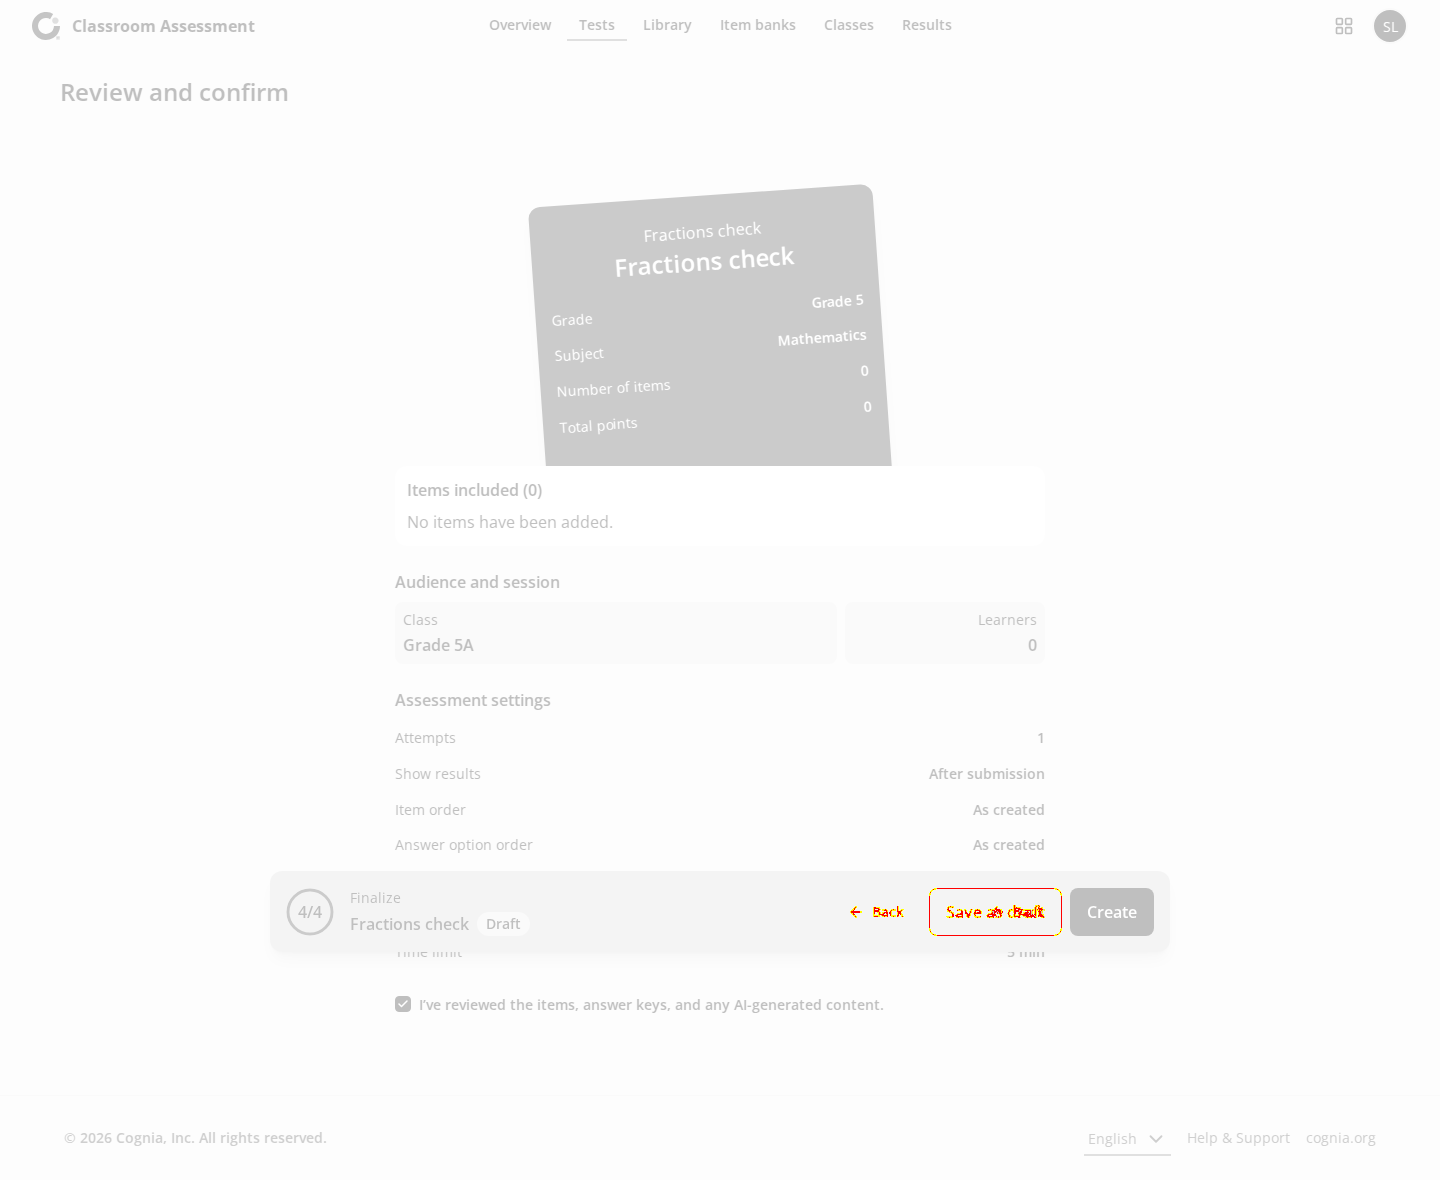 Classroom Assessment
Overview
Tests
Library
Item banks
Classes
Results
SL
Review and confirm
Fractions check
Fractions check
Grade
Grade 5
Subject
Mathematics
Number of items
0
Total points
0
Items included (0)
No items have been added.
Audience and session
Class
Grade 5A
Learners
0
Assessment settings
Attempts
1
Show results
After submission
Item order
As created
Answer option order
As created
4/4
Finalize
Fractions check
Draft
Back
Save as draft
Create
Time limit
5 min
I've reviewed the items, answer keys, and any AI-generated content.
© 2026 Cognia, Inc. All rights reserved.
English
Help & Support
cognia.org